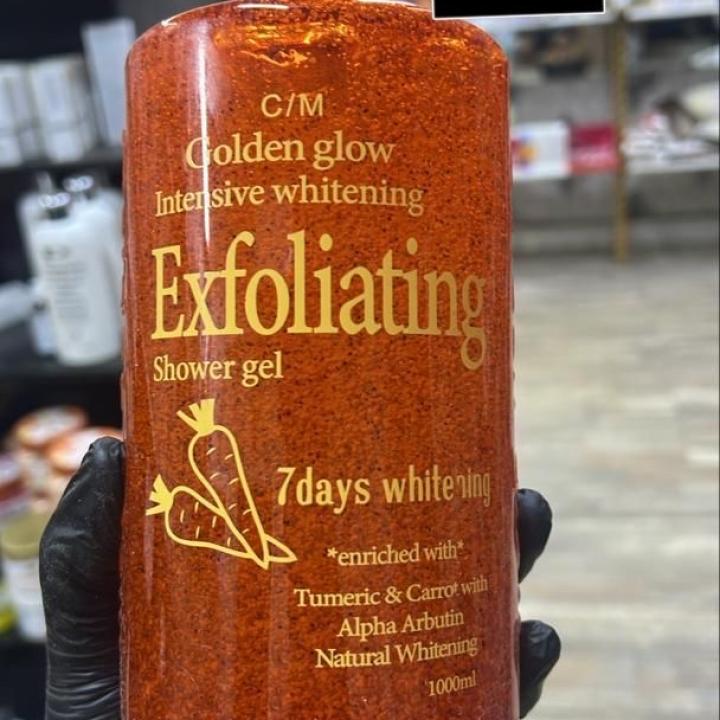 C/M
Golden glow
Intensive whitening
Exfoliating
Shower gel
7days whitening
*enriched with*
Tumeric & Carrot with
Alpha Arbutin
Natural Whitening
1000ml